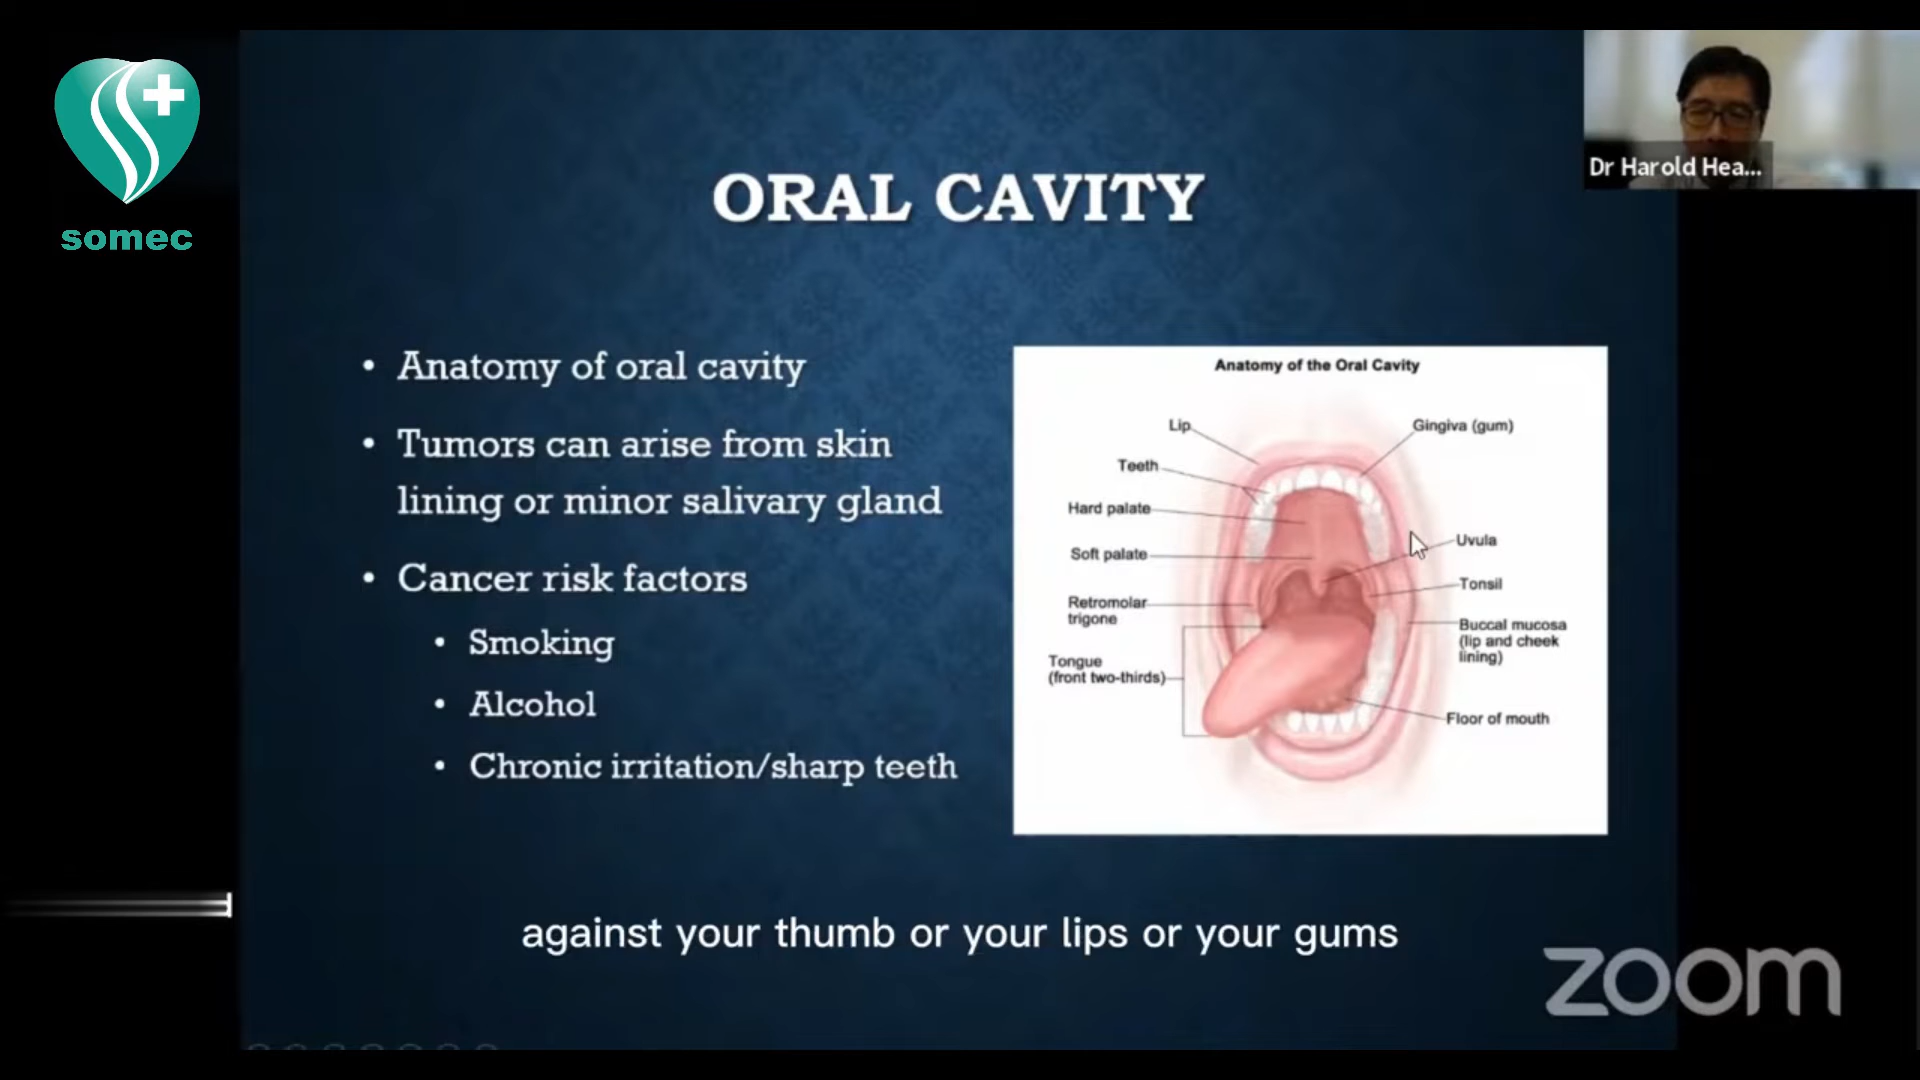 somec
Dr Harold Hea...
ORAL CAVITY
• Anatomy of oral cavity
• Tumors can arise from skin
lining or minor salivary gland
• Cancer risk factors
• Smoking
• Alcohol
• Chronic irritation/sharp teeth
Anatomy of the Oral Cavity
Lip
Teeth
Hard palate
Soft palate
Retromolar
trigone
Tongue
(front two-thirds)
Gingiva (gum)
Uvula
Tonsil
Buccal mucosa
(lip and cheek
lining)
Floor of mouth
against your thumb or your lips or your gums
zoom